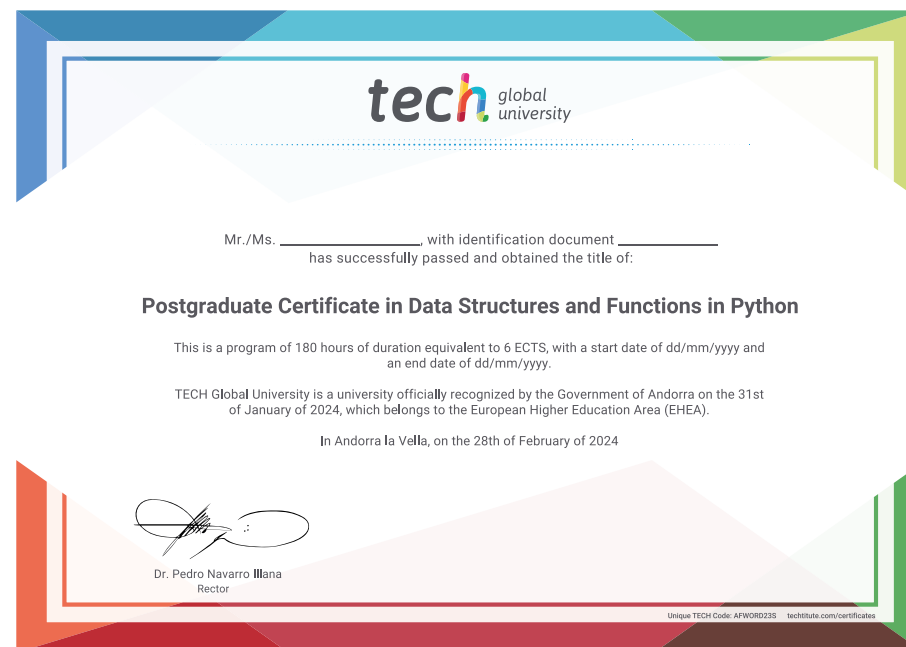 tech global
university
Mr./Ms. ____________________, with identification document ______________
has successfully passed and obtained the title of:
Postgraduate Certificate in Data Structures and Functions in Python
This is a program of 180 hours of duration equivalent to 6 ECTS, with a start date of dd/mm/yyyy and
an end date of dd/mm/yyyy.
TECH Global University is a university officially recognized by the Government of Andorra on the 31st
of January of 2024, which belongs to the European Higher Education Area (EHEA).
In Andorra la Vella, on the 28th of February of 2024
Dr. Pedro Navarro Illana
Rector
Unique TECH Code: AFWORD23S techtitute.com/certificates